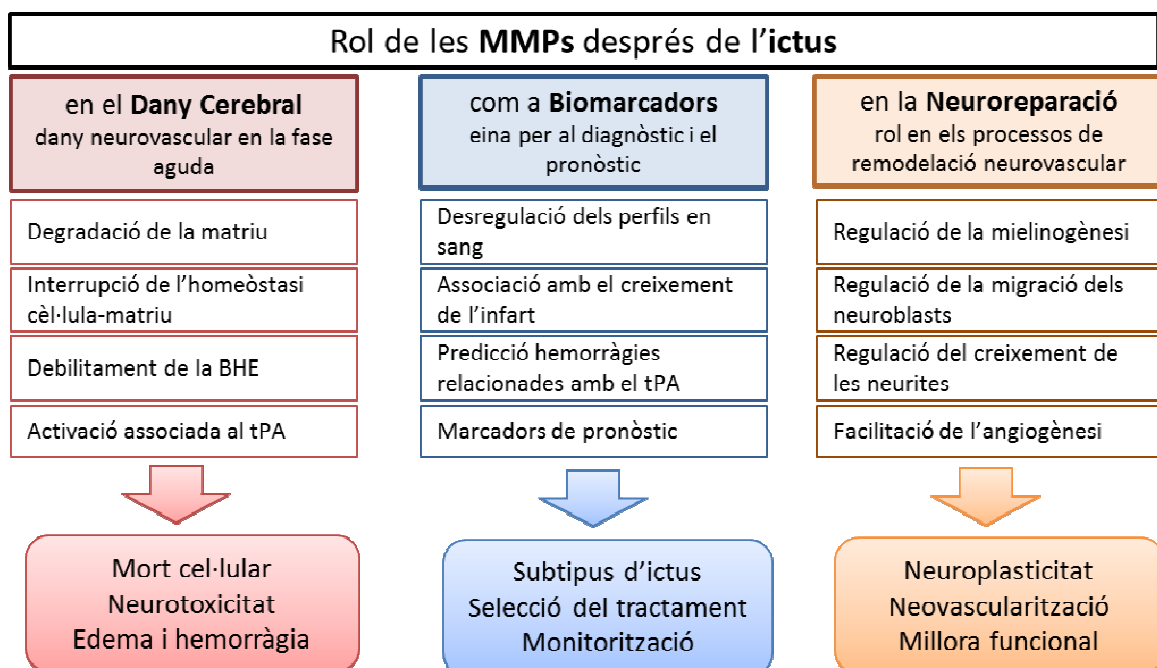 Rol de les MMPs després de l'ictus
en el Dany Cerebral
dany neurovascular en la fase
aguda
Degradació de la matriu
Interrupció de l'homeòstasi
cèl·lula-matriu
Debilitament de la BHE
Activació associada al tPA
Mort cel·lular
Neurotoxicitat
Edema i hemorràgia
com a Biomarcadors
eina per al diagnòstic i el
pronòstic
Desregulació dels perfils en
sang
Associació amb el creixement
de l'infart
Predicció hemorràgies
relacionades amb el tPA
Marcadors de pronòstic
Subtipus d'ictus
Selecció del tractament
Monitorització
en la Neuroreparació
rol en els processos de
remodelació neurovascular
Regulació de la mielinogènesi
Regulació de la migració dels
neuroblasts
Regulació del creixement de
les neurites
Facilitació de l'angiogènesi
Neuroplasticitat
Neovascularització
Millora funcional